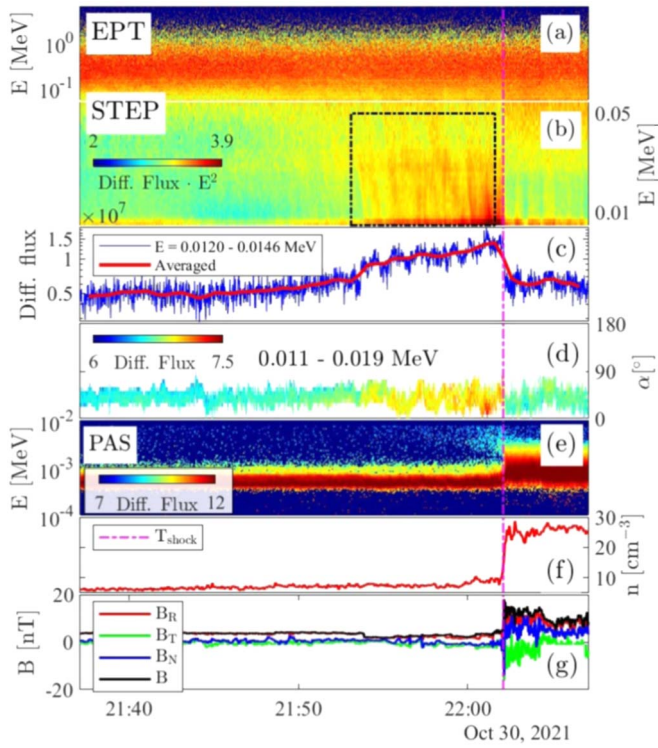 EPT
(a)
E [MeV]
10^0
10^-1
STEP
(b)
0.05
2 3.9
Diff. Flux · E^2
E [MeV]
× 10^7
0.01
1.5
1
0.5
Diff. flux
E = 0.0120 - 0.0146 MeV
Averaged
(c)
180
6 Diff. Flux 7.5
0.011 - 0.019 MeV
(d)
90
α[°]
0
10^-2
PAS
(e)
E [MeV]
10^-3
7 Diff. Flux 12
10^-4
T_shock
(f)
30
20
10
n [cm^-3]
20
0
-20
B [nT]
B_R
B_T
B_N
B
(g)
21:40 21:50 22:00
Oct 30, 2021